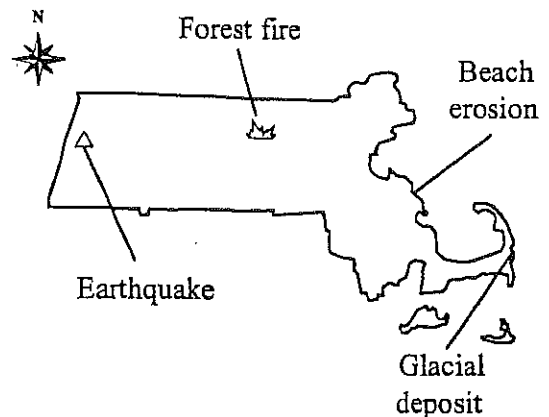 N
Forest fire
Beach
erosion
Earthquake
Glacial
deposit